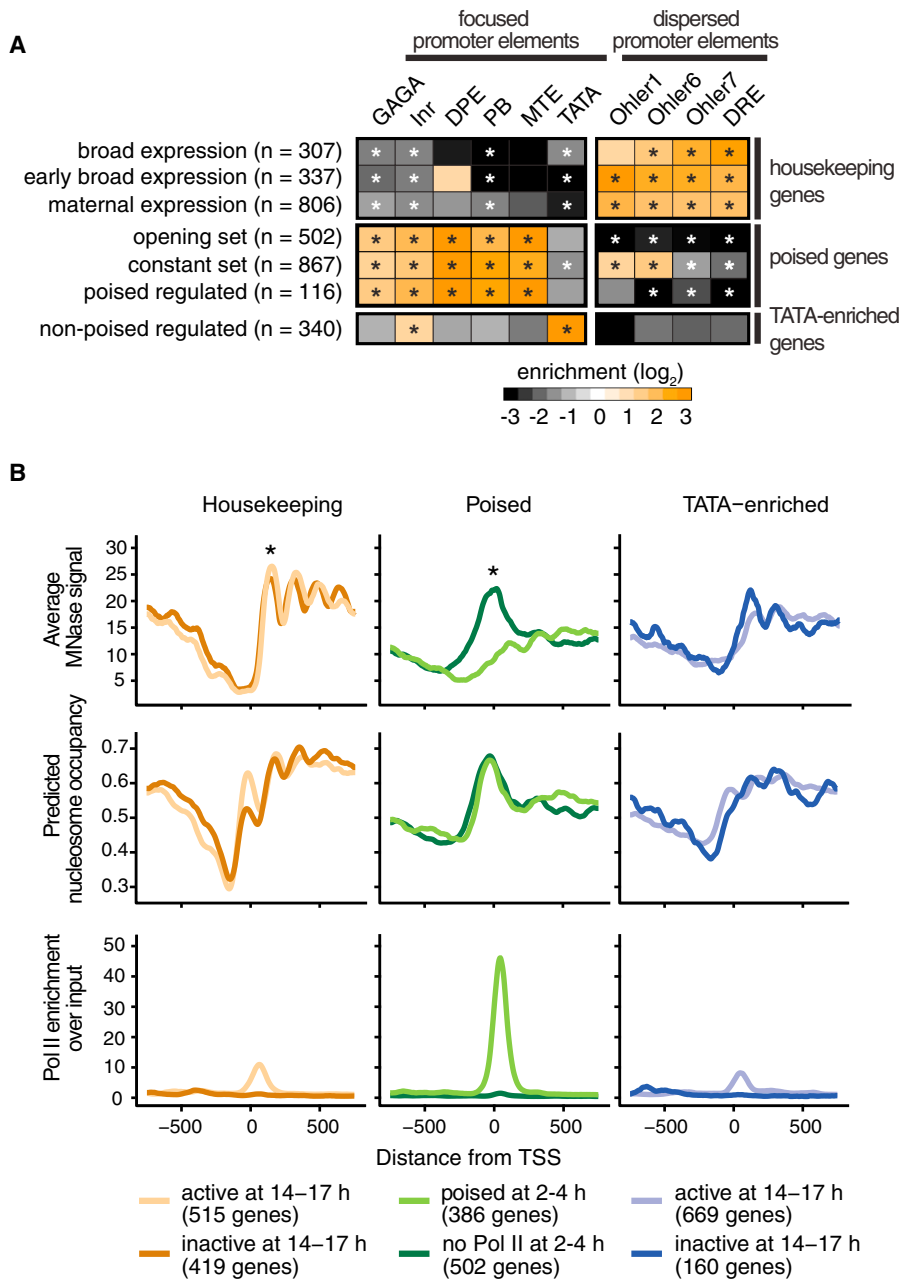 A
focused
promoter elements
dispersed
promoter elements
GAGA
Inr
DPE
PB
MTE
TATA
Ohler1
Ohler6
Ohler7
DRE
broad expression (n = 307)
* * * *
* * *
early broad expression (n = 337)
* * * *
* * * *
maternal expression (n = 806)
* * * *
* * * *
housekeeping
genes
opening set (n = 502)
* * * * *
* * * *
constant set (n = 867)
* * * * * *
* * * *
poised regulated (n = 116)
* * * * *
* * *
poised genes
non-poised regulated (n = 340)
* *
TATA-enriched
genes
enrichment (log2)
-3 -2 -1 0 1 2 3
B
Housekeeping
Poised
TATA−enriched
Average
MNase signal
30
25
20
15
10
5
*
*
Predicted
nucleosome occupancy
0.7
0.6
0.5
0.4
0.3
Pol II enrichment
over input
50
40
30
20
10
0
−500 0 500
−500 0 500
−500 0 500
Distance from TSS
active at 14−17 h
(515 genes)
inactive at 14−17 h
(419 genes)
poised at 2-4 h
(386 genes)
no Pol II at 2-4 h
(502 genes)
active at 14−17 h
(669 genes)
inactive at 14−17 h
(160 genes)